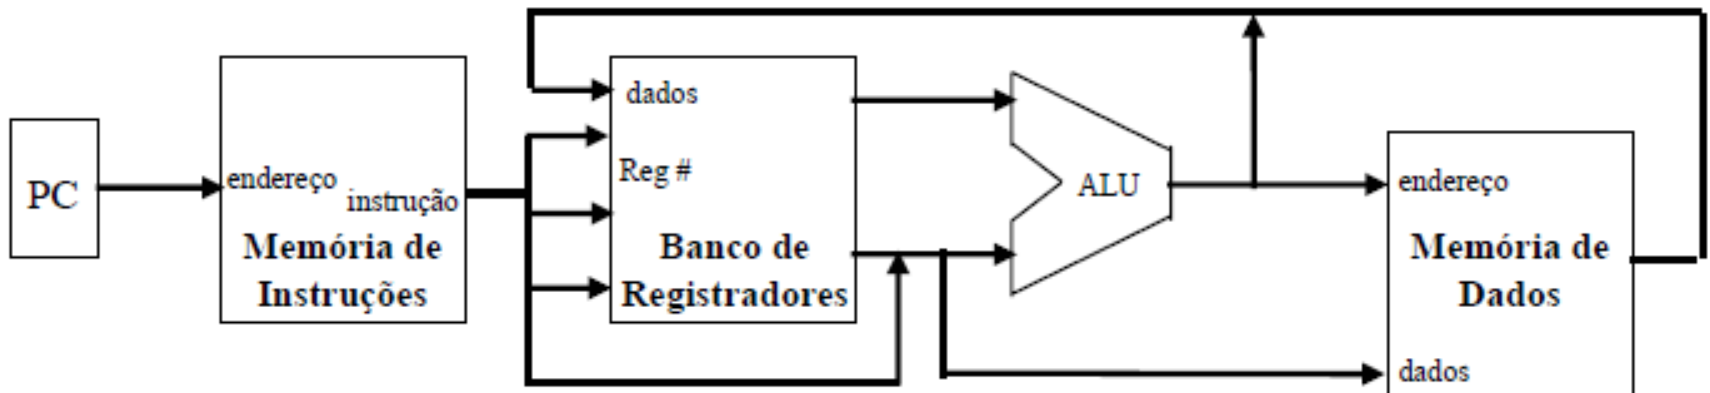 PC
endereço
instrução
Memória de
Instruções
dados
Reg #
Banco de
Registradores
ALU
endereço
Memória de
Dados
dados